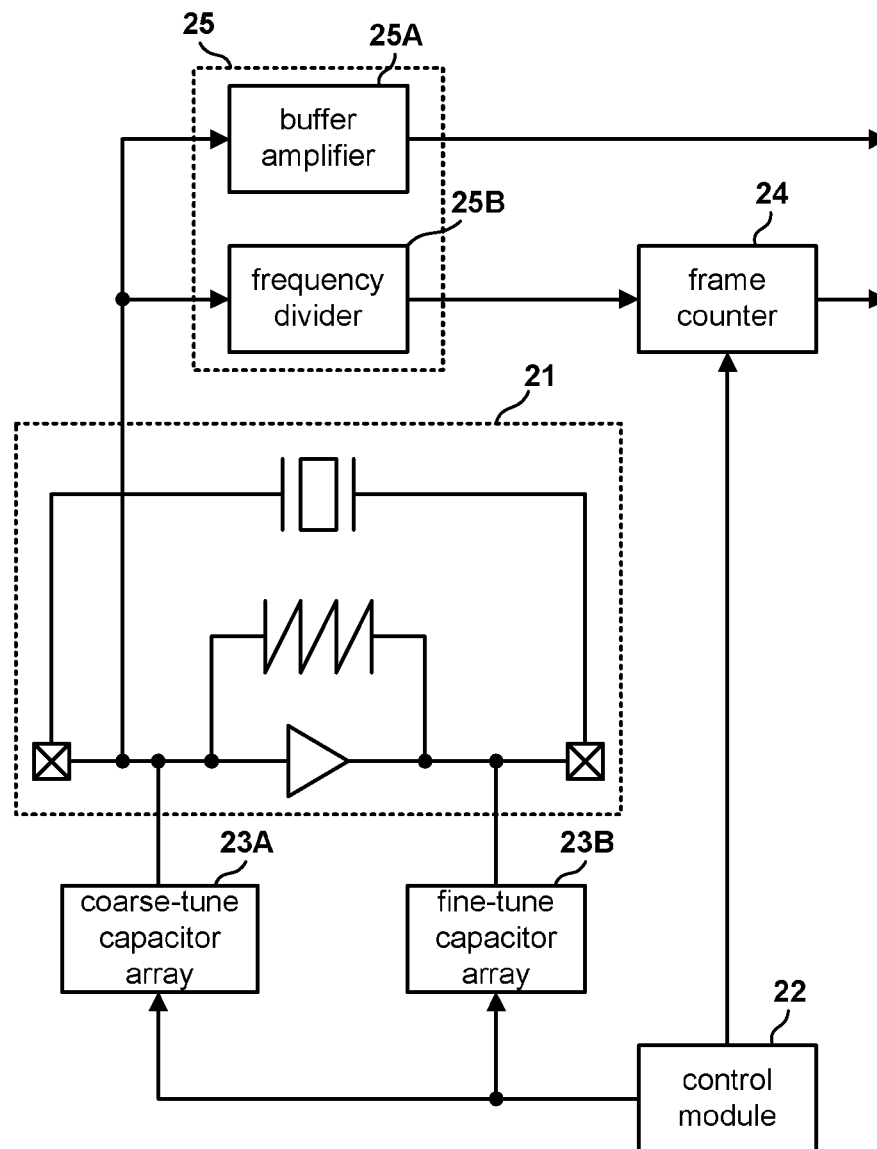 25
25A
buffer
amplifier
25B
frequency
divider
24
frame
counter
21
23A
coarse-tune
capacitor
array
23B
fine-tune
capacitor
array
22
control
module